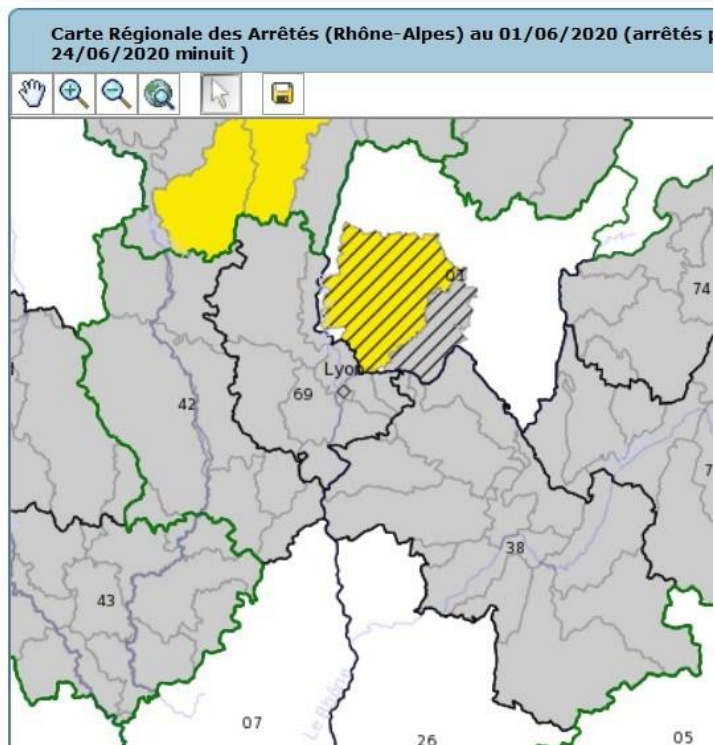 Carte Régionale des Arrêtés (Rhône-Alpes) au 01/06/2020 (arrêtés p
24/06/2020 minuit )
01
74
Lyon
69
42
7
38
43
Le Rhône
07
26
05